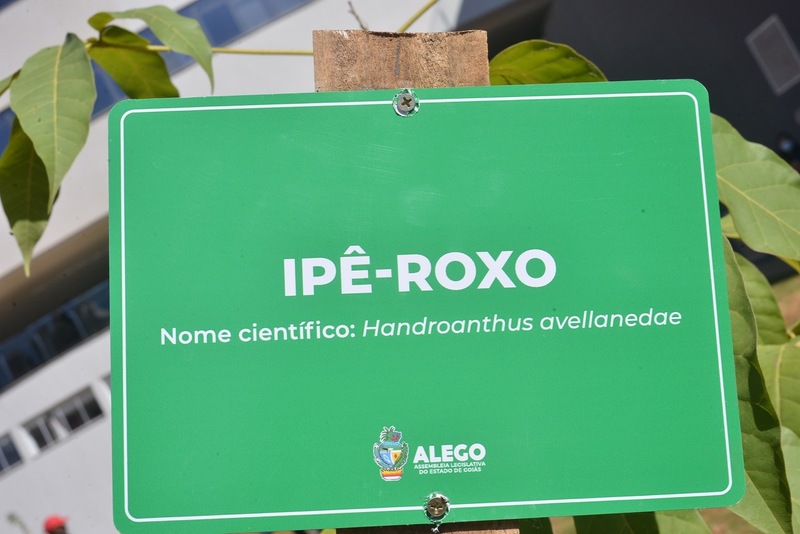 IPÊ-ROXO
Nome científico: Handroanthus avellanedae
ALEGO
ASSEMBLEIA LEGISLATIVA
DO ESTADO DE GOIÁS